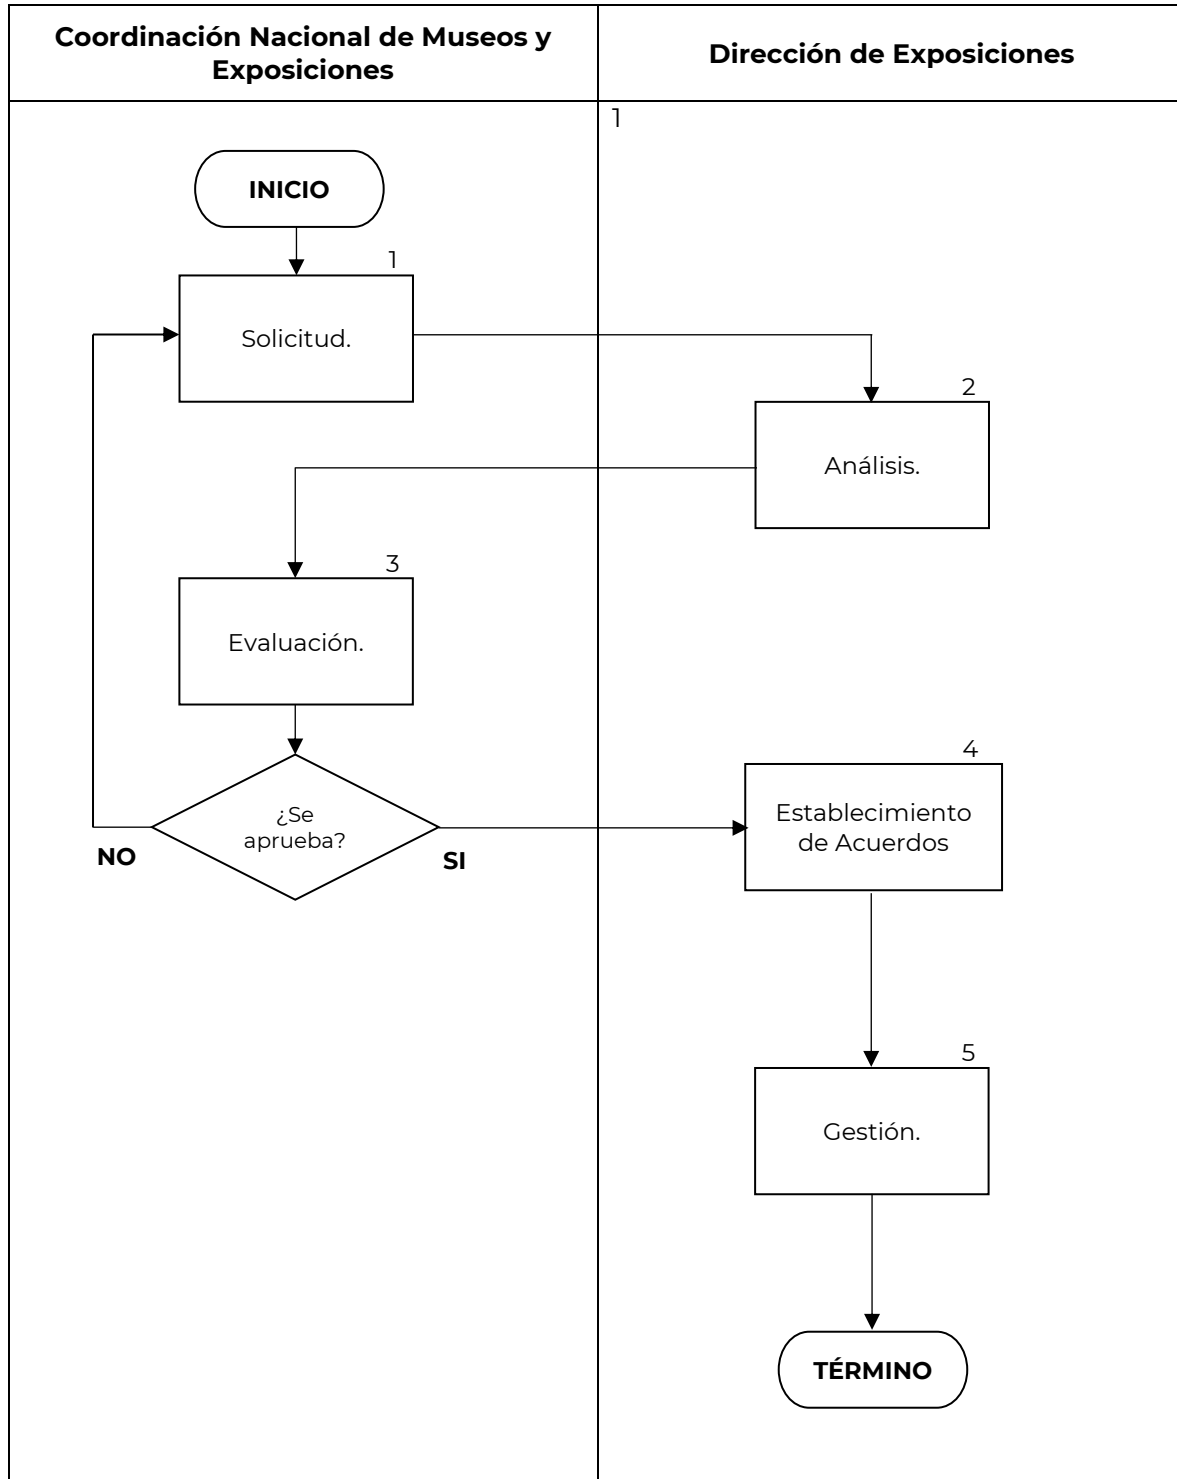 Coordinación Nacional de Museos y
Exposiciones
Dirección de Exposiciones
1
INICIO
1
Solicitud.
2
Análisis.
3
Evaluación.
¿Se
aprueba?
NO
SI
4
Establecimiento
de Acuerdos
5
Gestión.
TÉRMINO